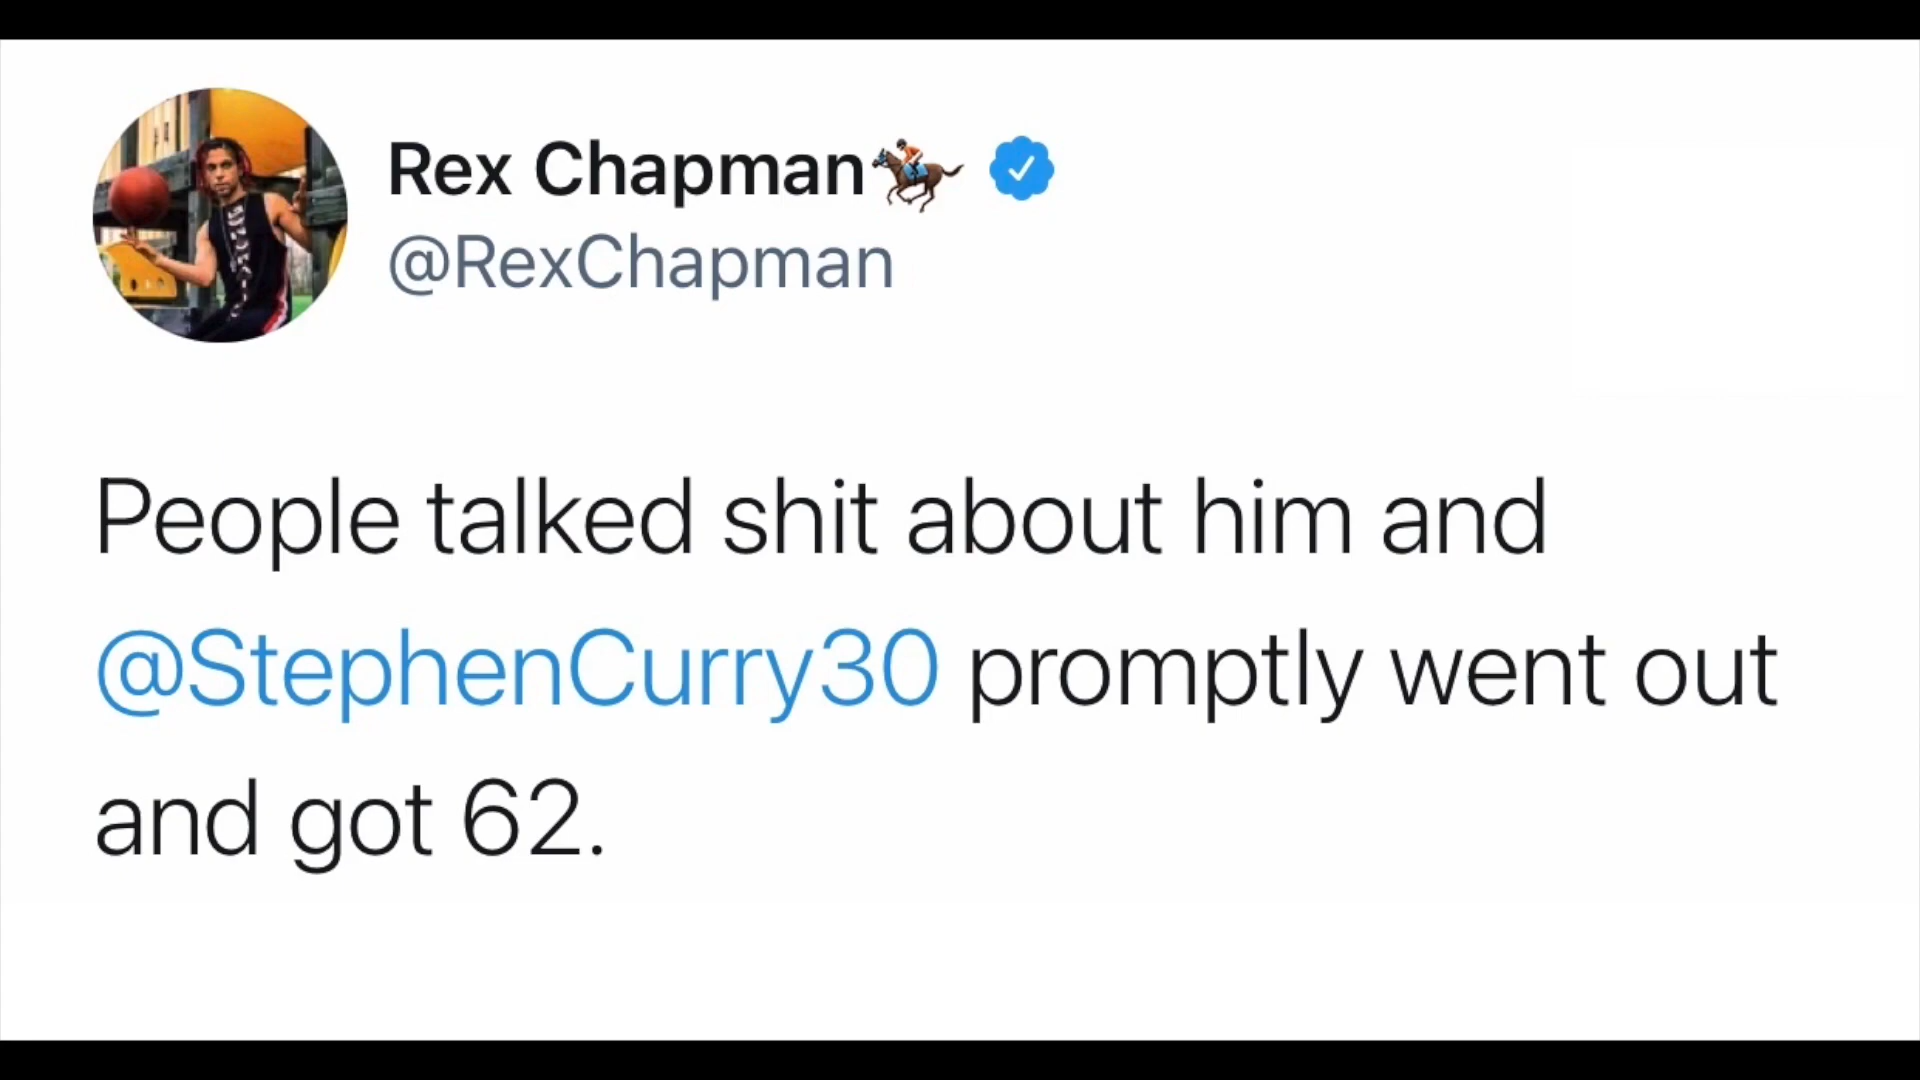 Rex Chapman🏇
@RexChapman
People talked shit about him and
@StephenCurry30 promptly went out
and got 62.